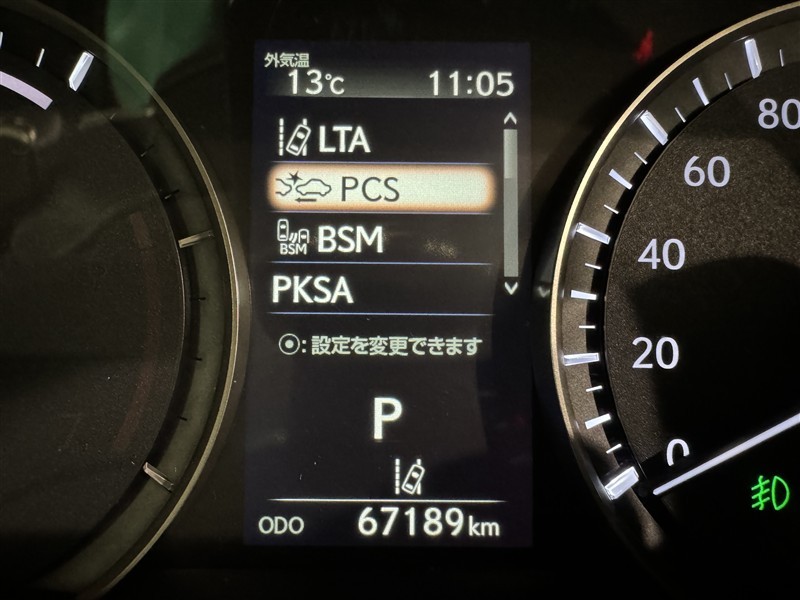 外気温
13℃ 11:05
LTA
PCS
BSM BSM
PKSA
⦿:設定を変更できます
P
ODO 67189km
80
60
40
20
0